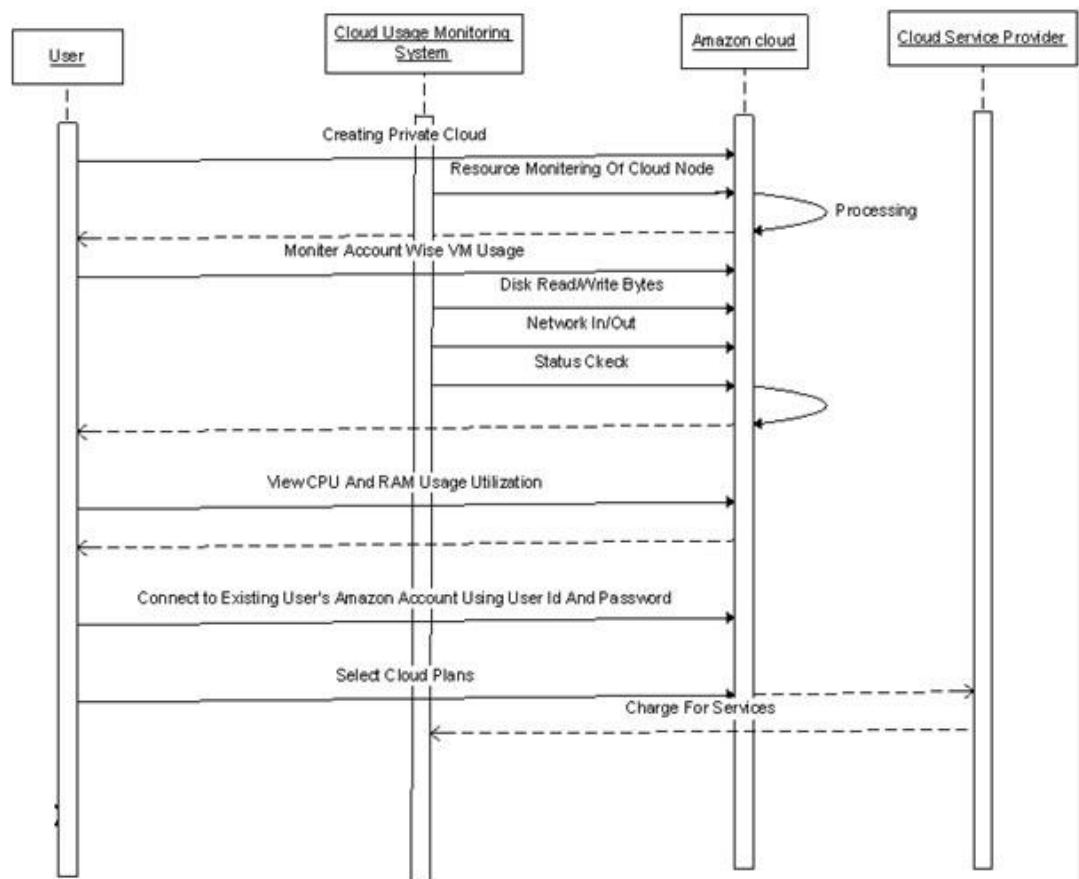 User
Cloud Usage Monitoring
System
Amazon cloud
Cloud Service Provider
Creating Private Cloud
Resource Monitering Of Cloud Node
Processing
Moniter Account Wise VM Usage
Disk Read/Write Bytes
Network In/Out
Status Ckeck
View CPU And RAM Usage Utilization
Connect to Existing User's Amazon Account Using User Id And Password
Select Cloud Plans
Charge For Services